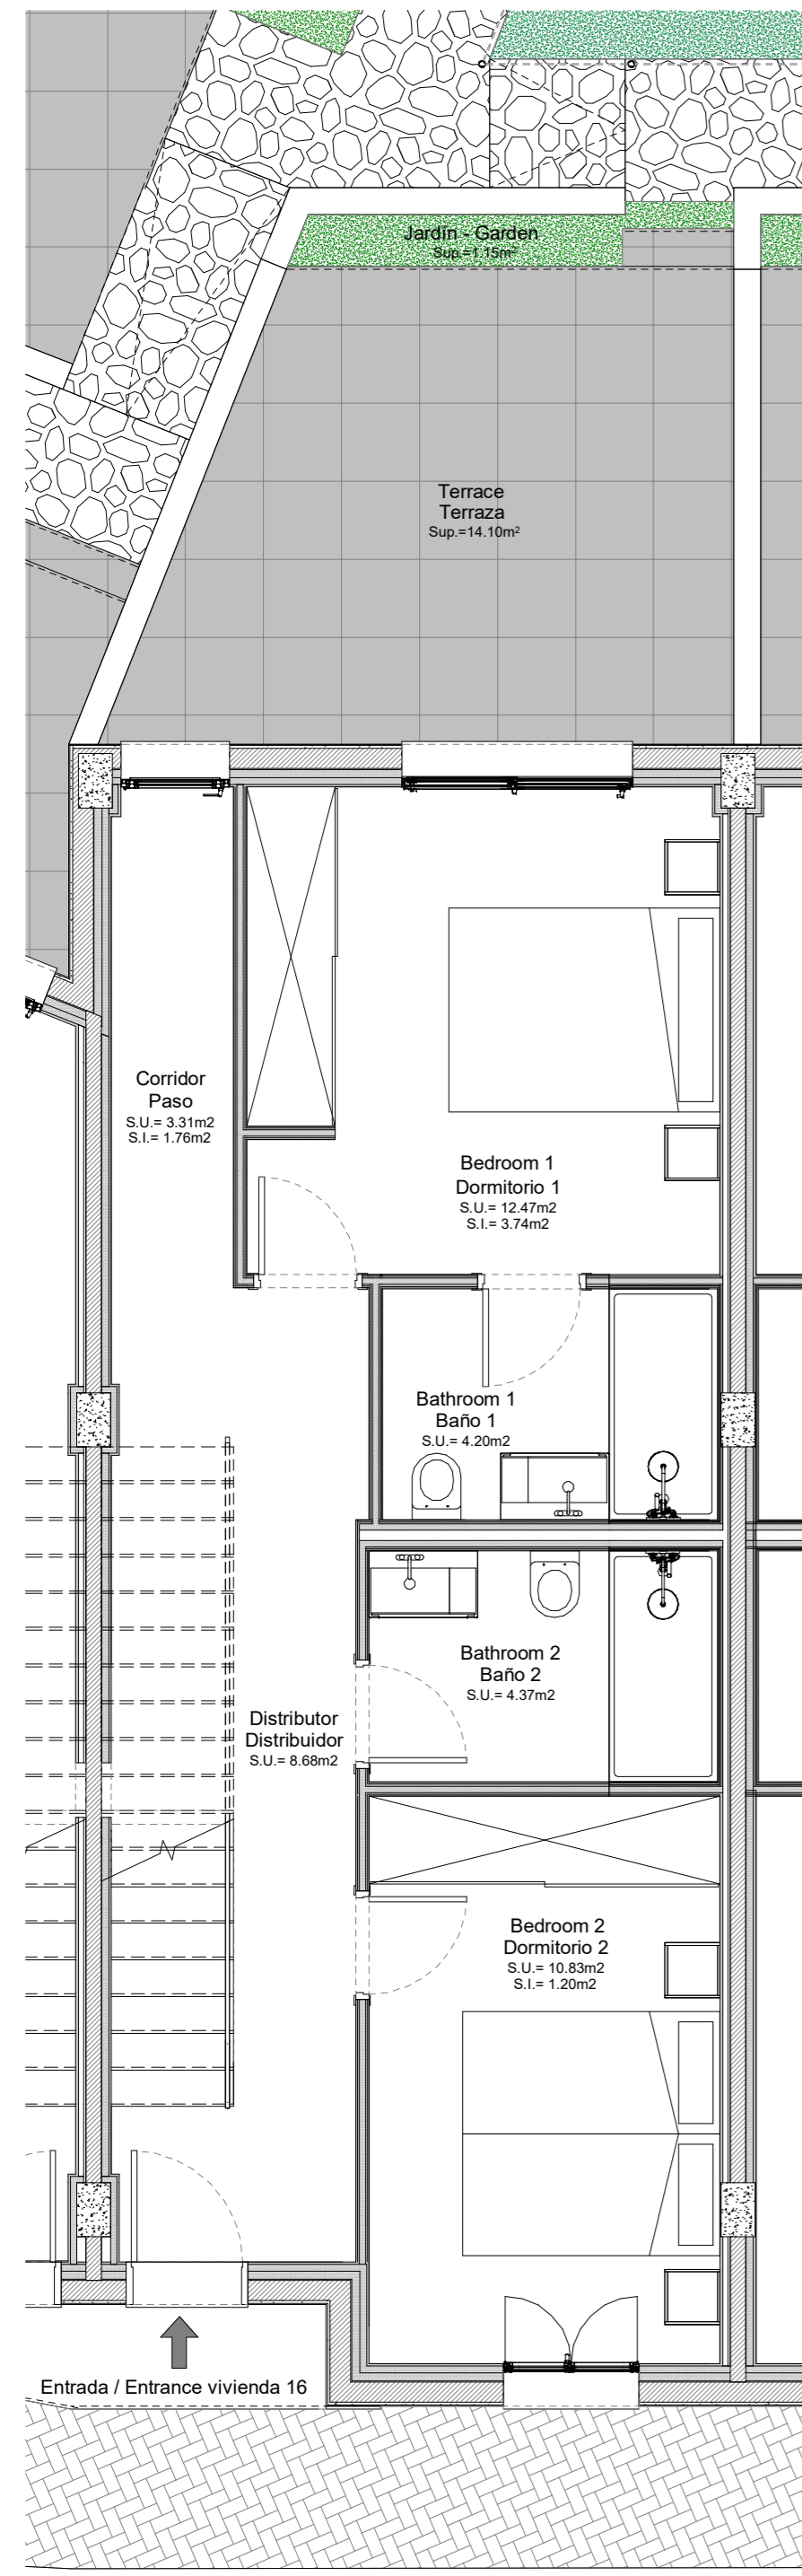 Jardín - Garden
Sup.=1.15m²
Terrace
Terraza
Sup.=14.10m²
Corridor
Paso
S.U.= 3.31m2
S.I.= 1.76m2
Bedroom 1
Dormitorio 1
S.U.= 12.47m2
S.I.= 3.74m2
Bathroom 1
Baño 1
S.U.= 4.20m2
Bathroom 2
Baño 2
S.U.= 4.37m2
Distributor
Distribuidor
S.U.= 8.68m2
Bedroom 2
Dormitorio 2
S.U.= 10.83m2
S.I.= 1.20m2
Entrada / Entrance vivienda 16